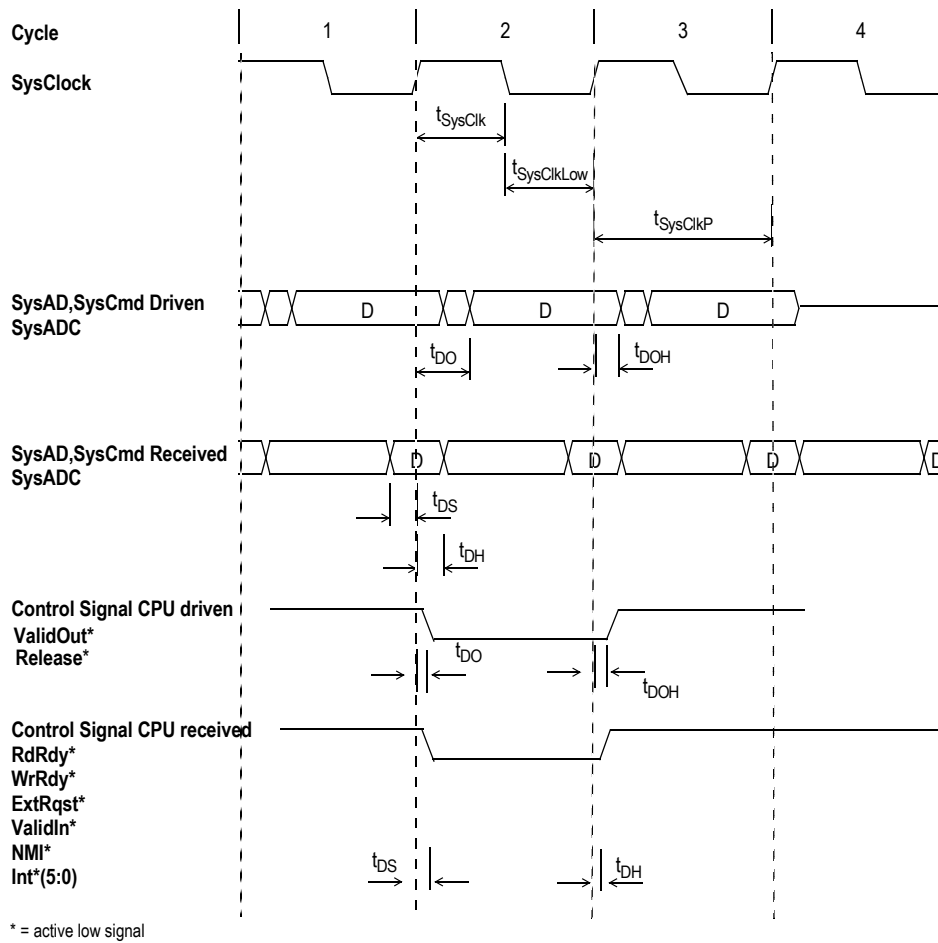 Cycle 1 2 3 4
SysClock
tSysClk
tSysClkLow
tSysClkP
SysAD,SysCmd Driven
SysADC
D D D
tDO tDOH
SysAD,SysCmd Received
SysADC
D D D D
tDS
tDH
Control Signal CPU driven
ValidOut*
Release*
tDO
tDOH
Control Signal CPU received
RdRdy*
WrRdy*
ExtRqst*
ValidIn*
NMI*
Int*(5:0)
tDS tDH
* = active low signal